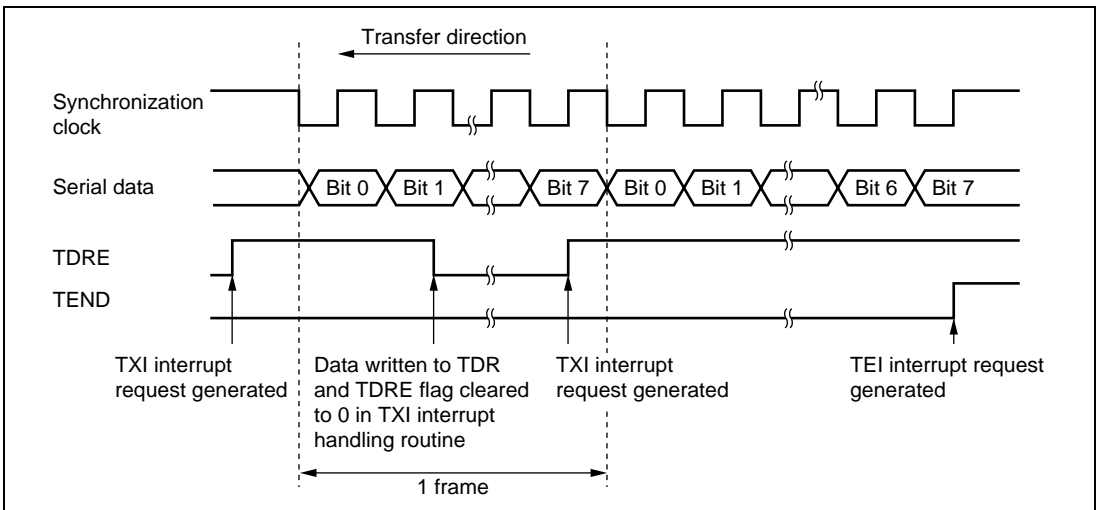 Transfer direction
Synchronization
clock
Serial data
Bit 0
Bit 1
Bit 7
Bit 0
Bit 1
Bit 6
Bit 7
TDRE
TEND
TXI interrupt
request generated
Data written to TDR
and TDRE flag cleared
to 0 in TXI interrupt
handling routine
TXI interrupt
request generated
TEI interrupt request
generated
1 frame